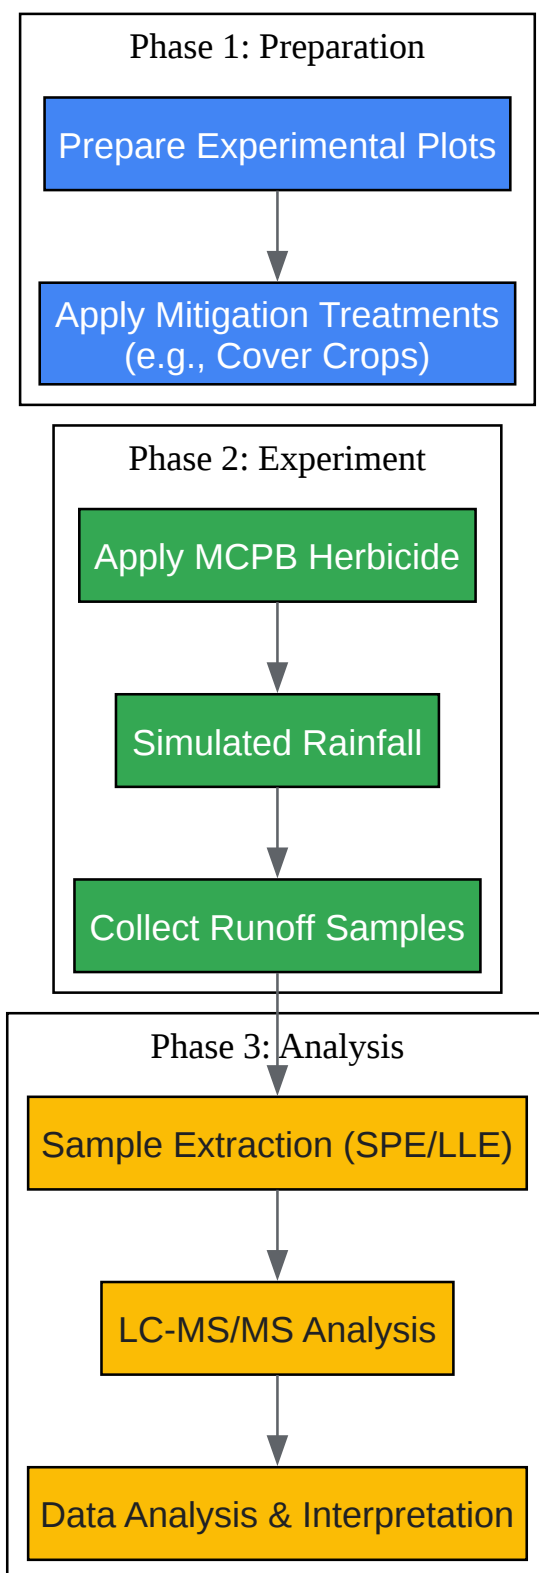 Phase 1: Preparation
Prepare Experimental Plots
Apply Mitigation Treatments
(e.g., Cover Crops)
Phase 2: Experiment
Apply MCPB Herbicide
Simulated Rainfall
Collect Runoff Samples
Phase 3: Analysis
Sample Extraction (SPE/LLE)
LC-MS/MS Analysis
Data Analysis & Interpretation